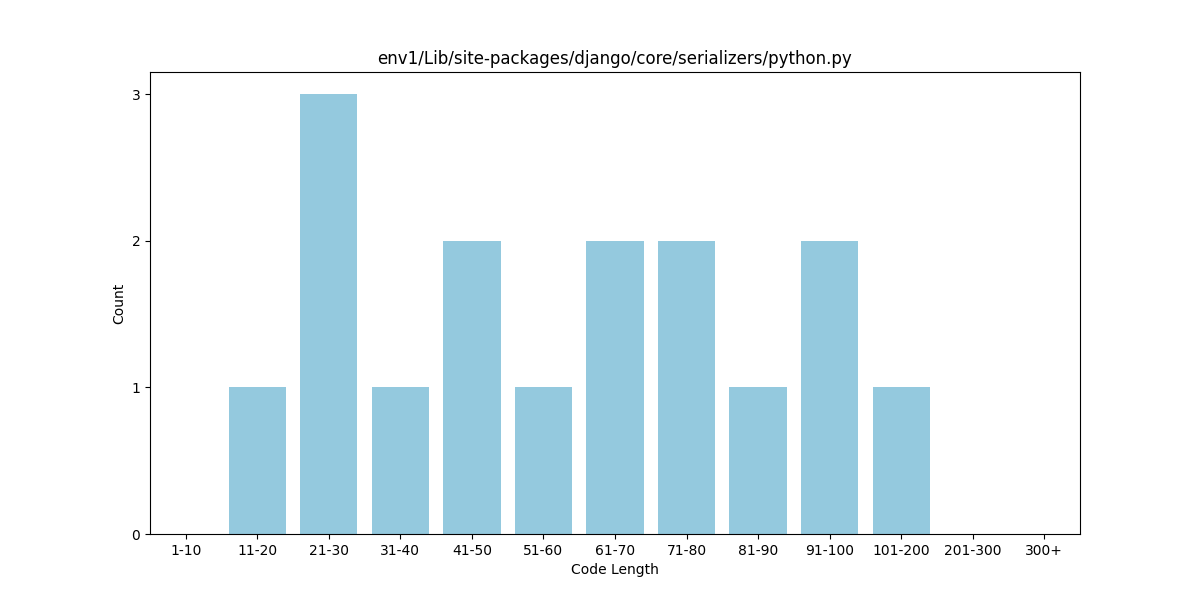 env1/Lib/site-packages/django/core/serializers/python.py
3
2
1
0
Count
1-10 11-20 21-30 31-40 41-50 51-60 61-70 71-80 81-90 91-100 101-200 201-300 300+
Code Length